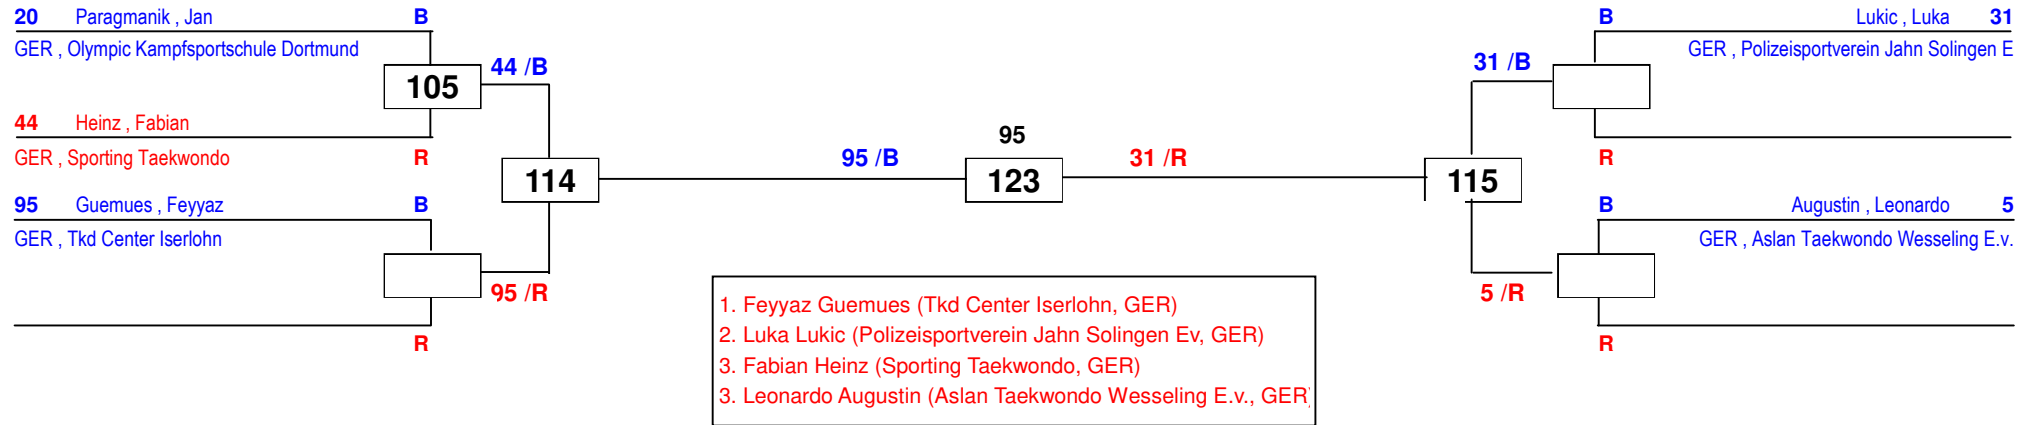 20 Paragmanik , Jan B
GER , Olympic Kampfsportschule Dortmund
44 /B
105
44 Heinz , Fabian
GER , Sporting Taekwondo R
114
95 Guemues , Feyyaz B
GER , Tkd Center Iserlohn
95 /R
R
95 /B
95
123
31 /R
B Lukic , Luka 31
GER , Polizeisportverein Jahn Solingen E
31 /B
R
115
B Augustin , Leonardo 5
GER , Aslan Taekwondo Wesseling E.v.
5 /R
R
1. Feyyaz Guemues (Tkd Center Iserlohn, GER)
2. Luka Lukic (Polizeisportverein Jahn Solingen Ev, GER)
3. Fabian Heinz (Sporting Taekwondo, GER)
3. Leonardo Augustin (Aslan Taekwondo Wesseling E.v., GER)